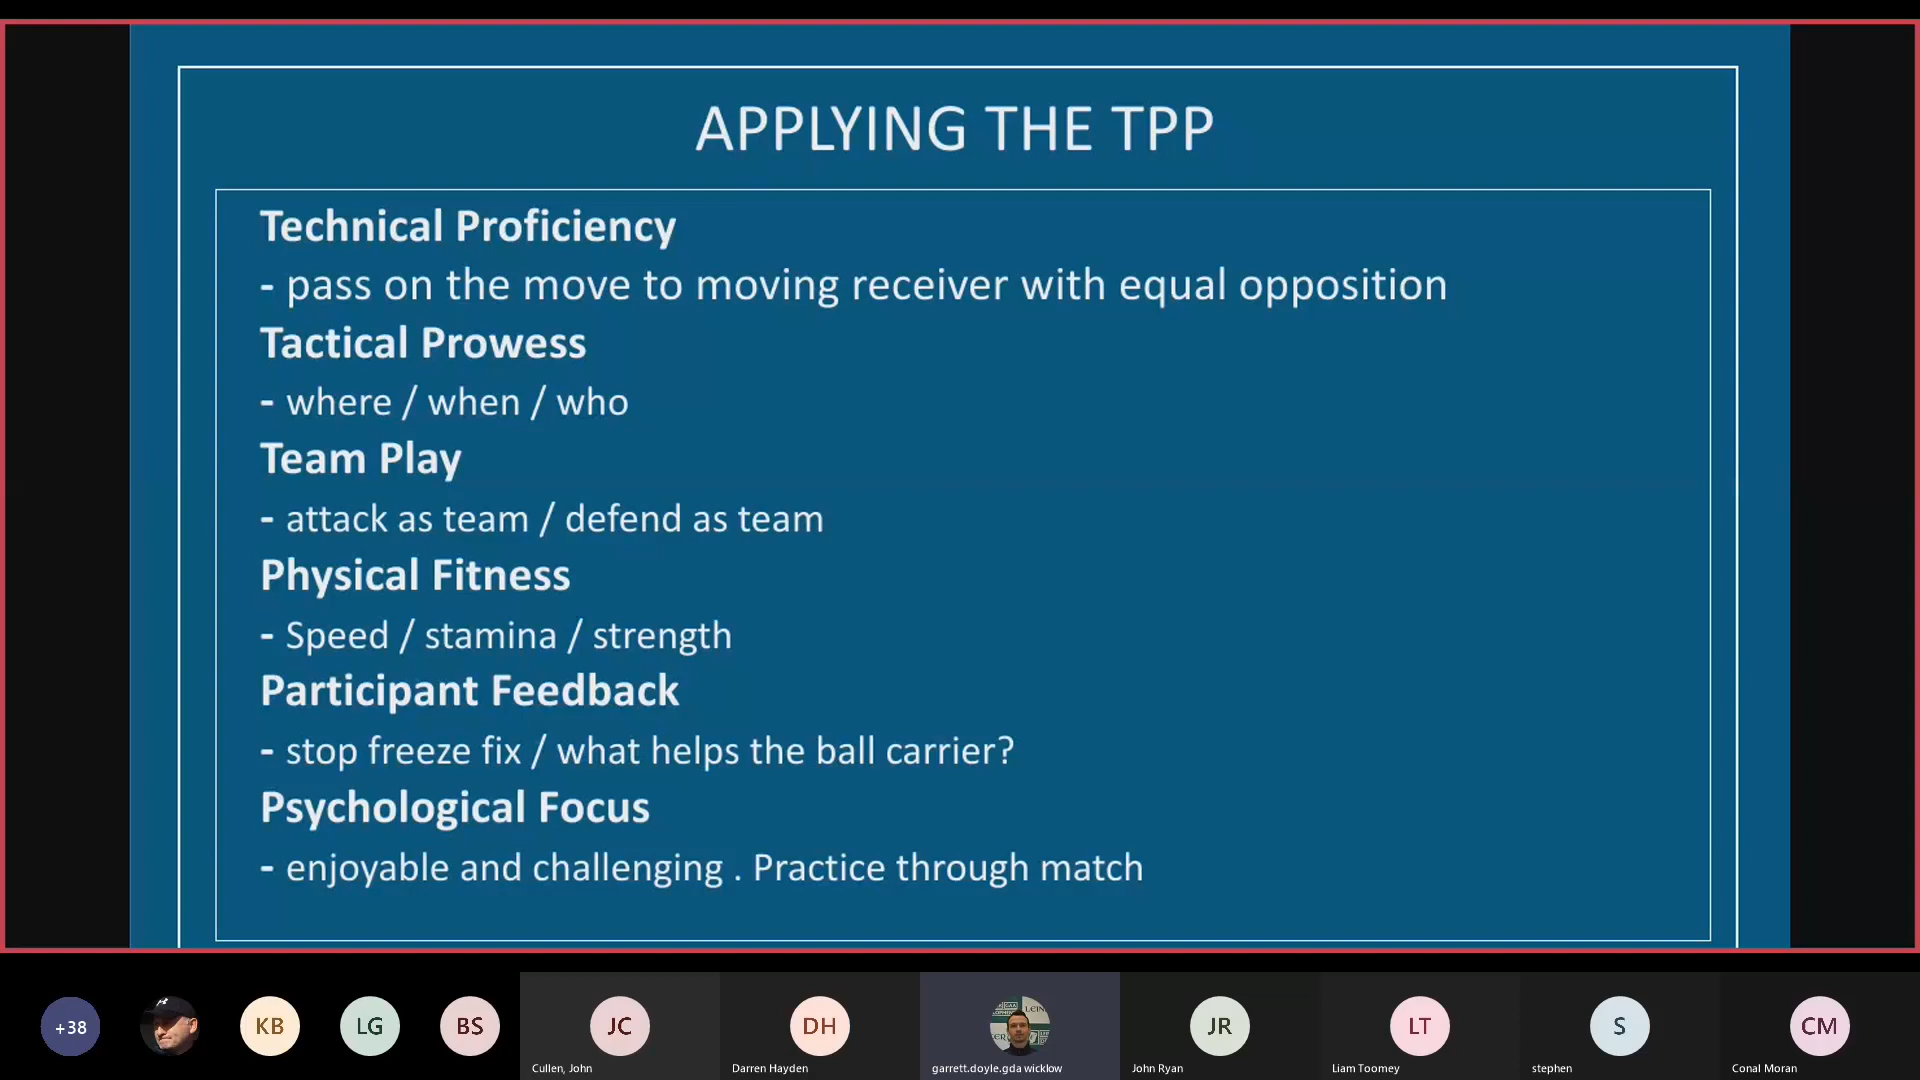 APPLYING THE TPP
Technical Proficiency
- pass on the move to moving receiver with equal opposition
Tactical Prowess
- where / when / who
Team Play
- attack as team / defend as team
Physical Fitness
- Speed / stamina / strength
Participant Feedback
- stop freeze fix / what helps the ball carrier?
Psychological Focus
- enjoyable and challenging . Practice through match
+38
KB
LG
BS
JC
DH
JR
LT
S
CM
Cullen, John
Darren Hayden
garrett.doyle.gda wicklow
John Ryan
Liam Toomey
stephen
Conal Moran